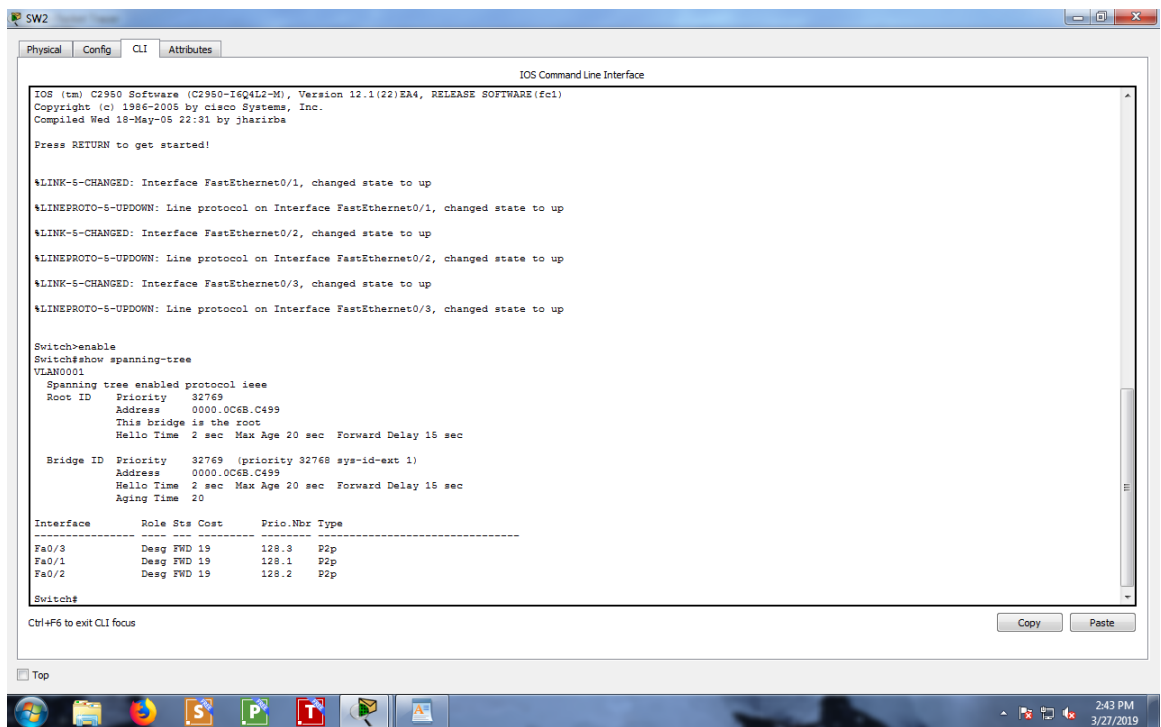 SW2
Physical Config CLI Attributes
IOS Command Line Interface
IOS (tm) C2950 Software (C2950-I6Q4L2-M), Version 12.1(22)EA4, RELEASE SOFTWARE(fc1)
Copyright (c) 1986-2005 by cisco Systems, Inc.
Compiled Wed 18-May-05 22:31 by jharirba
Press RETURN to get started!
%LINK-5-CHANGED: Interface FastEthernet0/1, changed state to up
%LINEPROTO-5-UPDOWN: Line protocol on Interface FastEthernet0/1, changed state to up
%LINK-5-CHANGED: Interface FastEthernet0/2, changed state to up
%LINEPROTO-5-UPDOWN: Line protocol on Interface FastEthernet0/2, changed state to up
%LINK-5-CHANGED: Interface FastEthernet0/3, changed state to up
%LINEPROTO-5-UPDOWN: Line protocol on Interface FastEthernet0/3, changed state to up
Switch>enable
Switch#show spanning-tree
VLAN0001
Spanning tree enabled protocol ieee
Root ID Priority 32769
Address 0000.0C6B.C499
This bridge is the root
Hello Time 2 sec Max Age 20 sec Forward Delay 15 sec
Bridge ID Priority 32769 (priority 32768 sys-id-ext 1)
Address 0000.0C6B.C499
Hello Time 2 sec Max Age 20 sec Forward Delay 15 sec
Aging Time 20
Interface Role Sts Cost Prio.Nbr Type
---------------- ---- --- --------- -------- --------------------------------
Fa0/3 Desg FWD 19 128.3 P2p
Fa0/1 Desg FWD 19 128.1 P2p
Fa0/2 Desg FWD 19 128.2 P2p
Switch#
Ctrl+F6 to exit CLI focus
Copy Paste
Top
S P T A
2:43 PM
3/27/2019